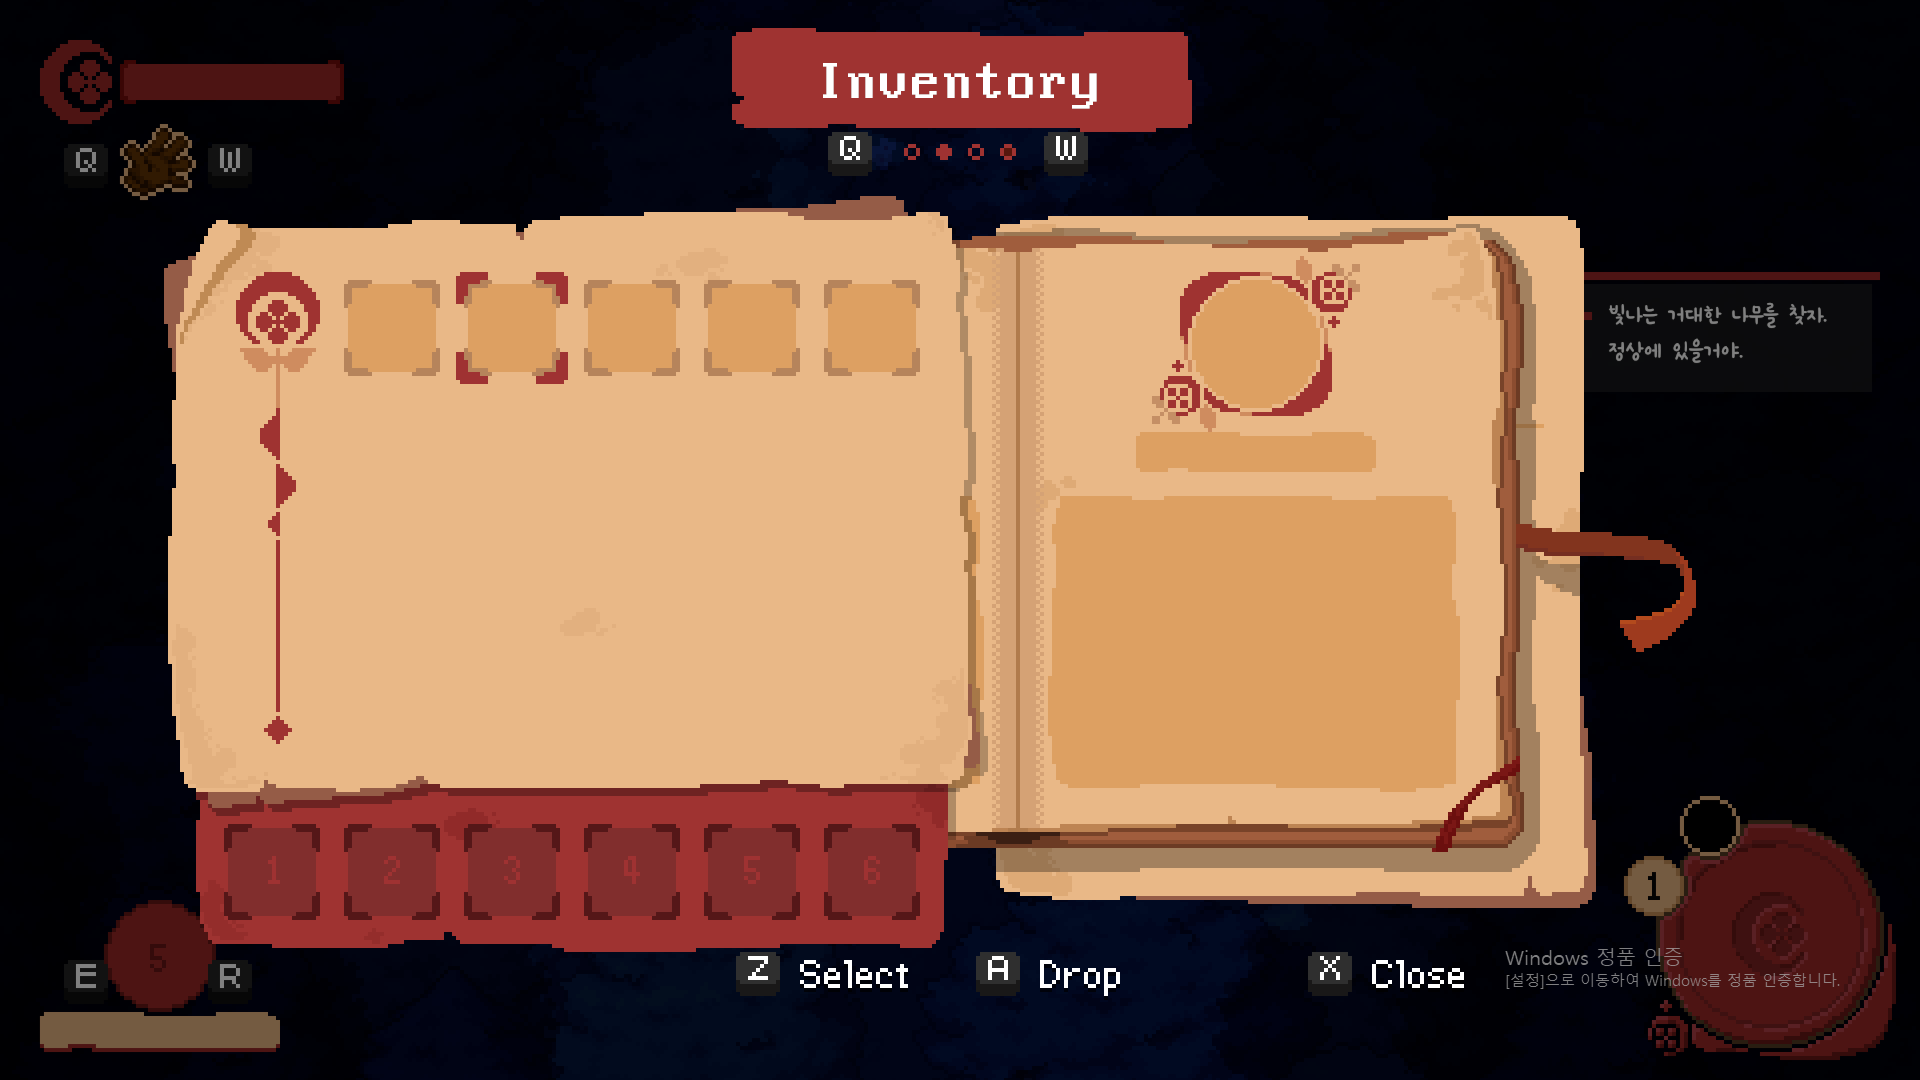 Inventory
Q W
Q W
빛나는 거대한 나무를 찾자.
정상에 있을거야.
1 2 3 4 5 6
1
5
E R
Z Select A Drop X Close
Windows 정품 인증
[설정]으로 이동하여 Windows를 정품 인증합니다.